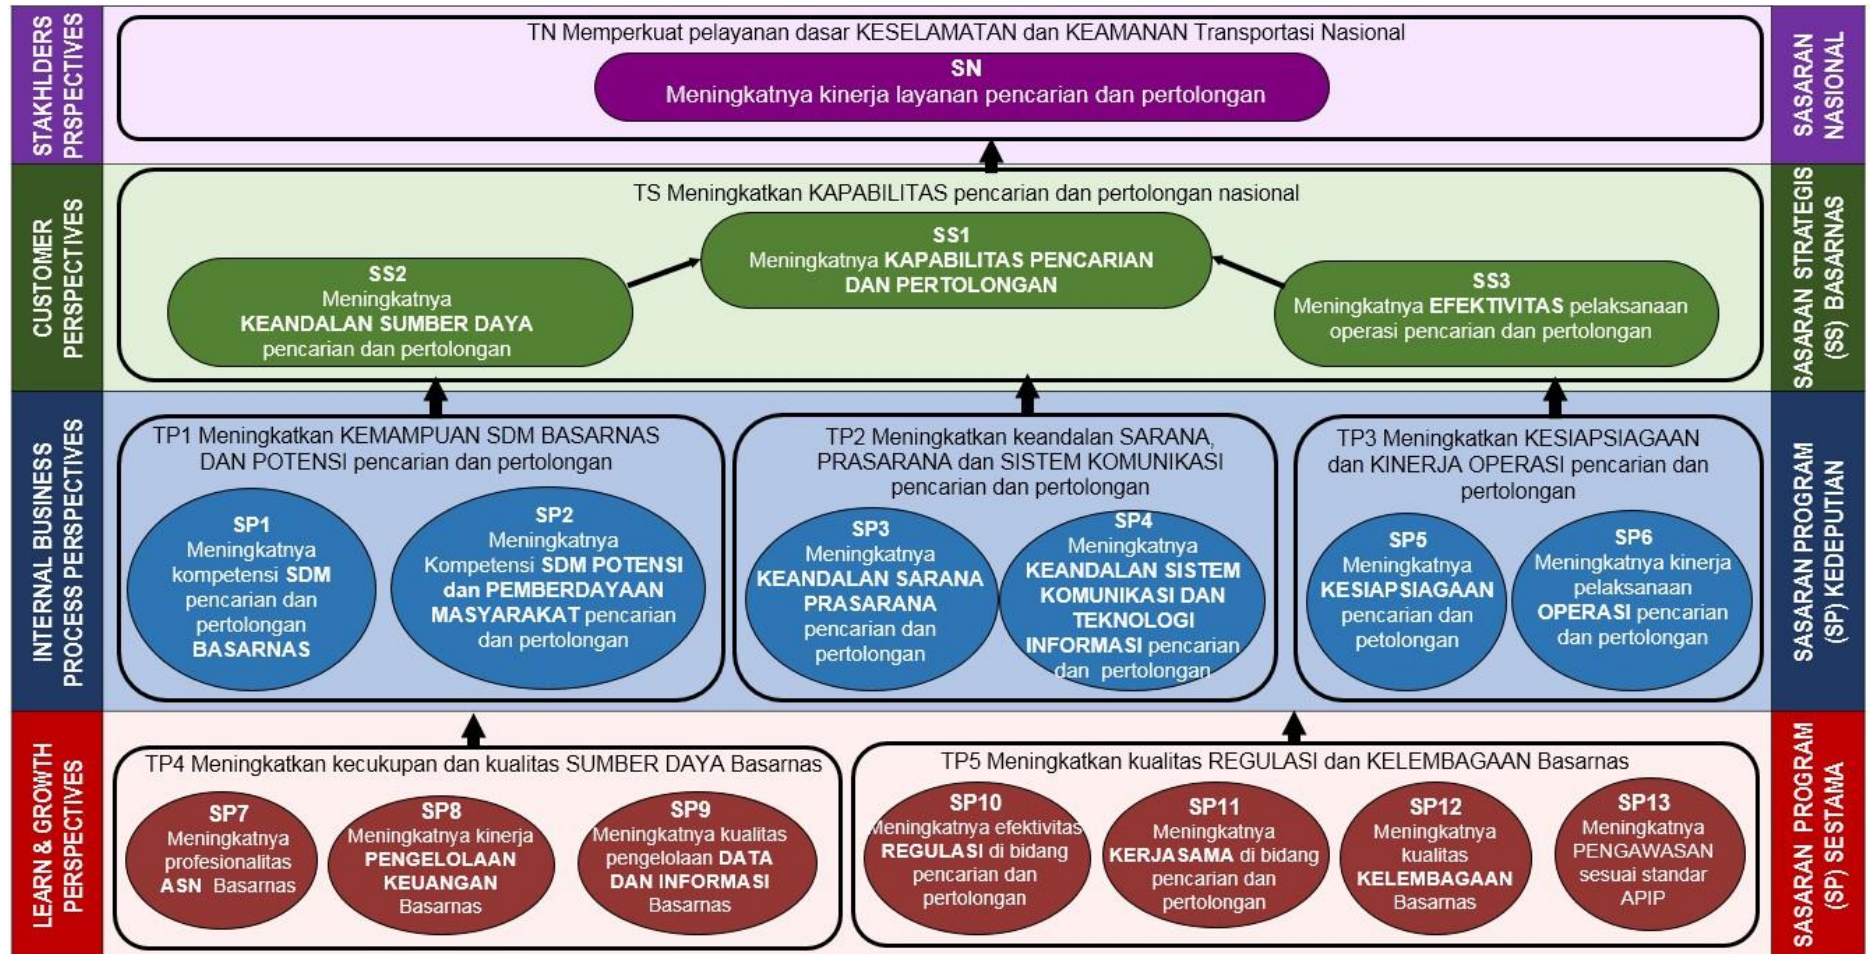 STAKHLDERS
PRSPECTIVES
TN Memperkuat pelayanan dasar KESELAMATAN dan KEAMANAN Transportasi Nasional
SN
Meningkatnya kinerja layanan pencarian dan pertolongan
SASARAN
NASIONAL
CUSTOMER
PERSPECTIVES
TS Meningkatkan KAPABILITAS pencarian dan pertolongan nasional
SS2
Meningkatnya
KEANDALAN SUMBER DAYA
pencarian dan pertolongan
SS1
Meningkatnya KAPABILITAS PENCARIAN
DAN PERTOLONGAN
SS3
Meningkatnya EFEKTIVITAS pelaksanaan
operasi pencarian dan pertolongan
SASARAN STRATEGIS
(SS) BASARNAS
INTERNAL BUSINESS
PROCESS PERSPECTIVES
TP1 Meningkatkan KEMAMPUAN SDM BASARNAS
DAN POTENSI pencarian dan pertolongan
SP1
Meningkatnya
kompetensi SDM
pencarian dan
pertolongan
BASARNAS
SP2
Meningkatnya
Kompetensi SDM POTENSI
dan PEMBERDAYAAN
MASYARAKAT pencarian
dan pertolongan
TP2 Meningkatkan keandalan SARANA,
PRASARANA dan SISTEM KOMUNIKASI
pencarian dan pertolongan
SP3
Meningkatnya
KEANDALAN SARANA
PRASARANA
pencarian dan
pertolongan
SP4
Meningkatnya
KEANDALAN SISTEM
KOMUNIKASI DAN
TEKNOLOGI
INFORMASI pencarian
dan pertolongan
TP3 Meningkatkan KESIAPSIAGAAN
dan KINERJA OPERASI pencarian dan
pertolongan
SP5
Meningkatnya
KESIAPSIAGAAN
pencarian dan
petolongan
SP6
Meningkatnya kinerja
pelaksanaan
OPERASI pencarian
dan pertolongan
SASARAN PROGRAM
(SP) KEDEPUTIAN
LEARN & GROWTH
PERSPECTIVES
TP4 Meningkatkan kecukupan dan kualitas SUMBER DAYA Basarnas
SP7
Meningkatnya
profesionalitas
ASN Basarnas
SP8
Meningkatnya kinerja
PENGELOLAAN
KEUANGAN
Basarnas
SP9
Meningkatnya kualitas
pengelolaan DATA
DAN INFORMASI
Basarnas
TP5 Meningkatkan kualitas REGULASI dan KELEMBAGAAN Basarnas
SP10
Meningkatnya efektivitas
REGULASI di bidang
pencarian dan
pertolongan
SP11
Meningkatnya
KERJASAMA di bidang
pencarian dan
pertolongan
SP12
Meningkatnya
kualitas
KELEMBAGAAN
Basarnas
SP13
Meningkatnya
PENGAWASAN
sesuai standar
APIP
SASARAN PROGRAM
(SP) SESTAMA